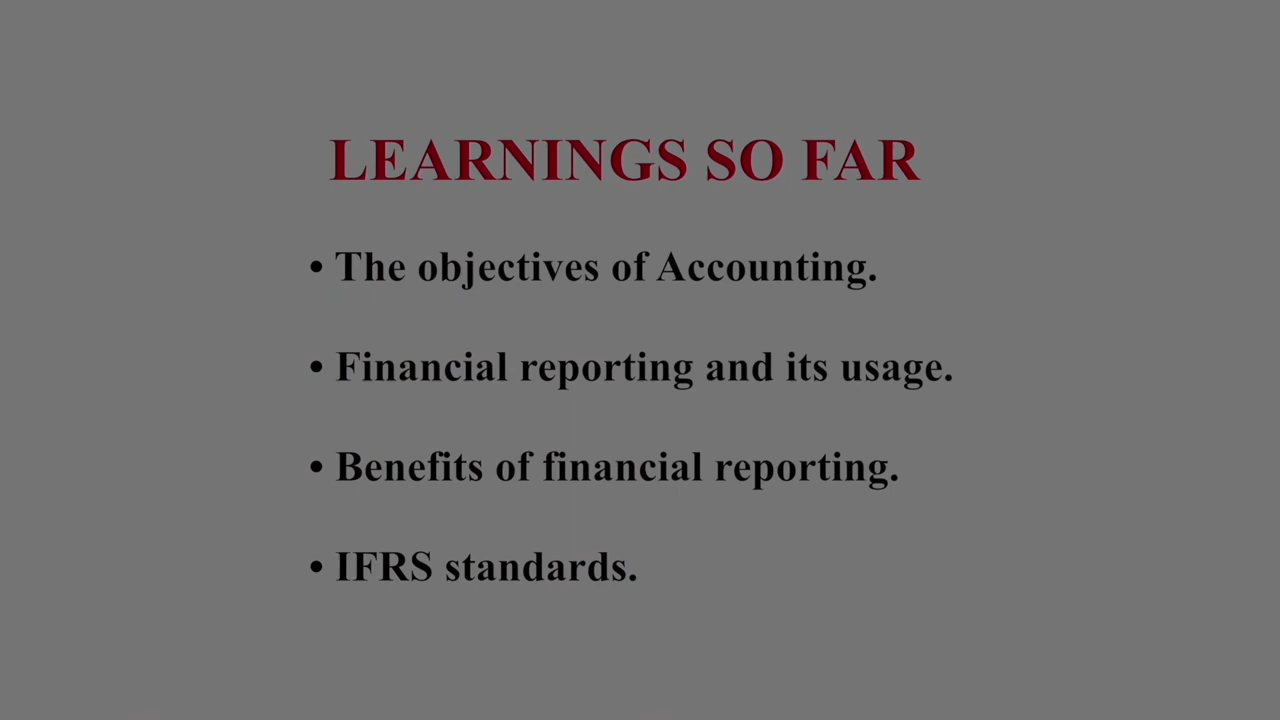 LEARNINGS SO FAR
• The objectives of Accounting.
• Financial reporting and its usage.
• Benefits of financial reporting.
• IFRS standards.